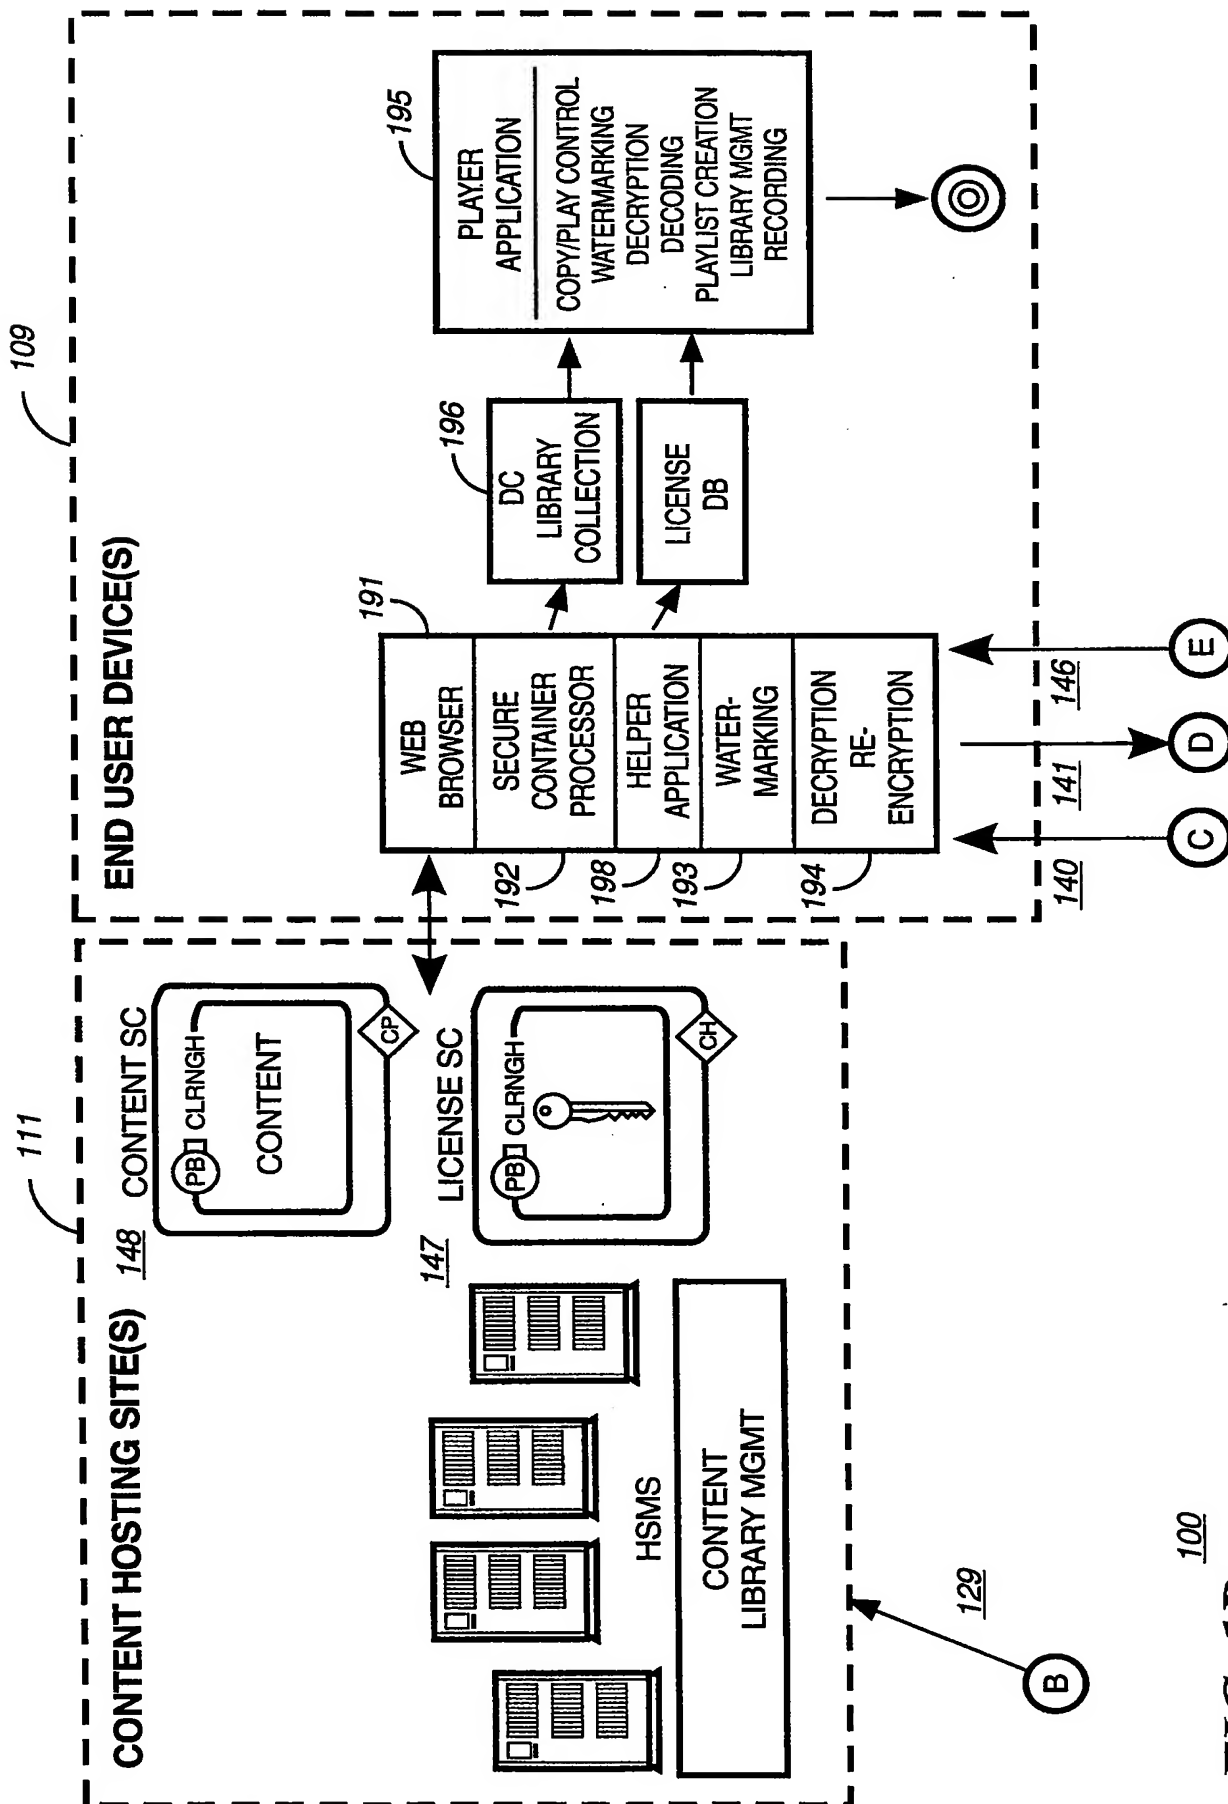 111
CONTENT HOSTING SITE(S)
148
CONTENT SC
PB
CLRNGH
CONTENT
CP
147
LICENSE SC
PB
CLRNGH
CH
HSMS
CONTENT
LIBRARY MGMT
B
129
109
END USER DEVICE(S)
191
WEB
BROWSER
192
SECURE
CONTAINER
PROCESSOR
198
HELPER
APPLICATION
193
WATER-
MARKING
194
DECRYPTION
RE-
ENCRYPTION
196
DC
LIBRARY
COLLECTION
LICENSE
DB
195
PLAYER
APPLICATION
COPY/PLAY CONTROL
WATERMARKING
DECRYPTION
DECODING
PLAYLIST CREATION
LIBRARY MGMT
RECORDING
140
C
141
D
146
E
100